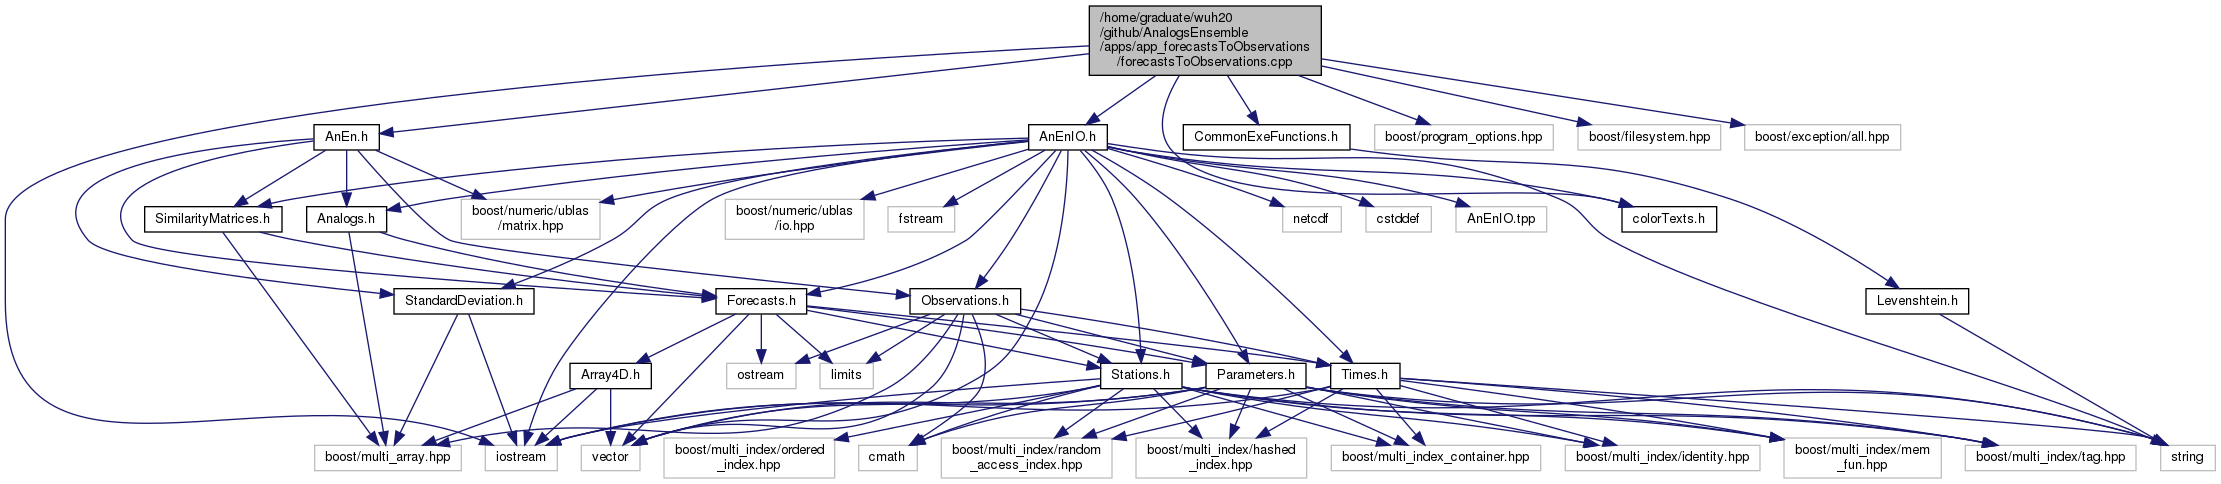 /home/graduate/wuh20
/github/AnalogsEnsemble
/apps/app_forecastsToObservations
/forecastsToObservations.cpp
AnEn.h
AnEnIO.h
CommonExeFunctions.h
boost/program_options.hpp
boost/filesystem.hpp
boost/exception/all.hpp
SimilarityMatrices.h
Analogs.h
boost/numeric/ublas
/matrix.hpp
boost/numeric/ublas
/io.hpp
fstream
netcdf
cstddef
AnEnIO.tpp
colorTexts.h
StandardDeviation.h
Forecasts.h
Observations.h
Levenshtein.h
Array4D.h
ostream
limits
Stations.h
Parameters.h
Times.h
boost/multi_array.hpp
iostream
vector
boost/multi_index/ordered
_index.hpp
cmath
boost/multi_index/random
_access_index.hpp
boost/multi_index/hashed
_index.hpp
boost/multi_index_container.hpp
boost/multi_index/identity.hpp
boost/multi_index/mem
_fun.hpp
boost/multi_index/tag.hpp
string